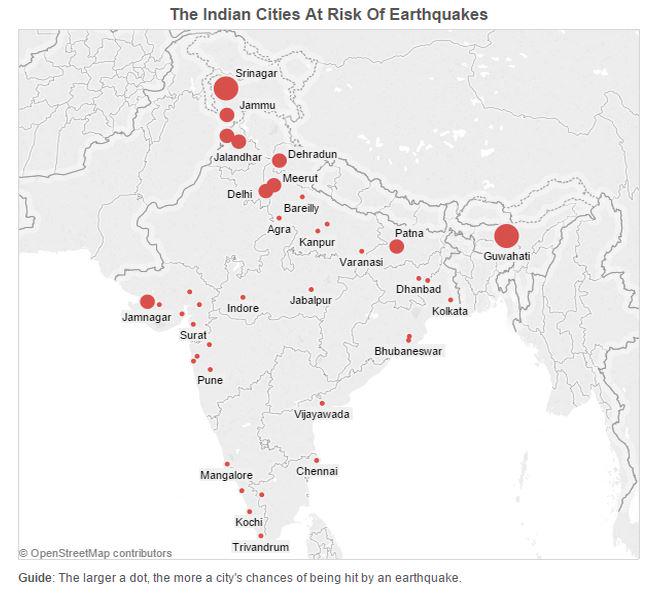 The Indian Cities At Risk Of Earthquakes
Srinagar
Jammu
Jalandhar
Dehradun
Meerut
Delhi
Bareilly
Agra
Kanpur
Patna
Guwahati
Varanasi
Dhanbad
Jabalpur
Indore
Kolkata
Jamnagar
Surat
Bhubaneswar
Pune
Vijayawada
Mangalore
Chennai
Kochi
Trivandrum
© OpenStreetMap contributors
Guide: The larger a dot, the more a city's chances of being hit by an earthquake.